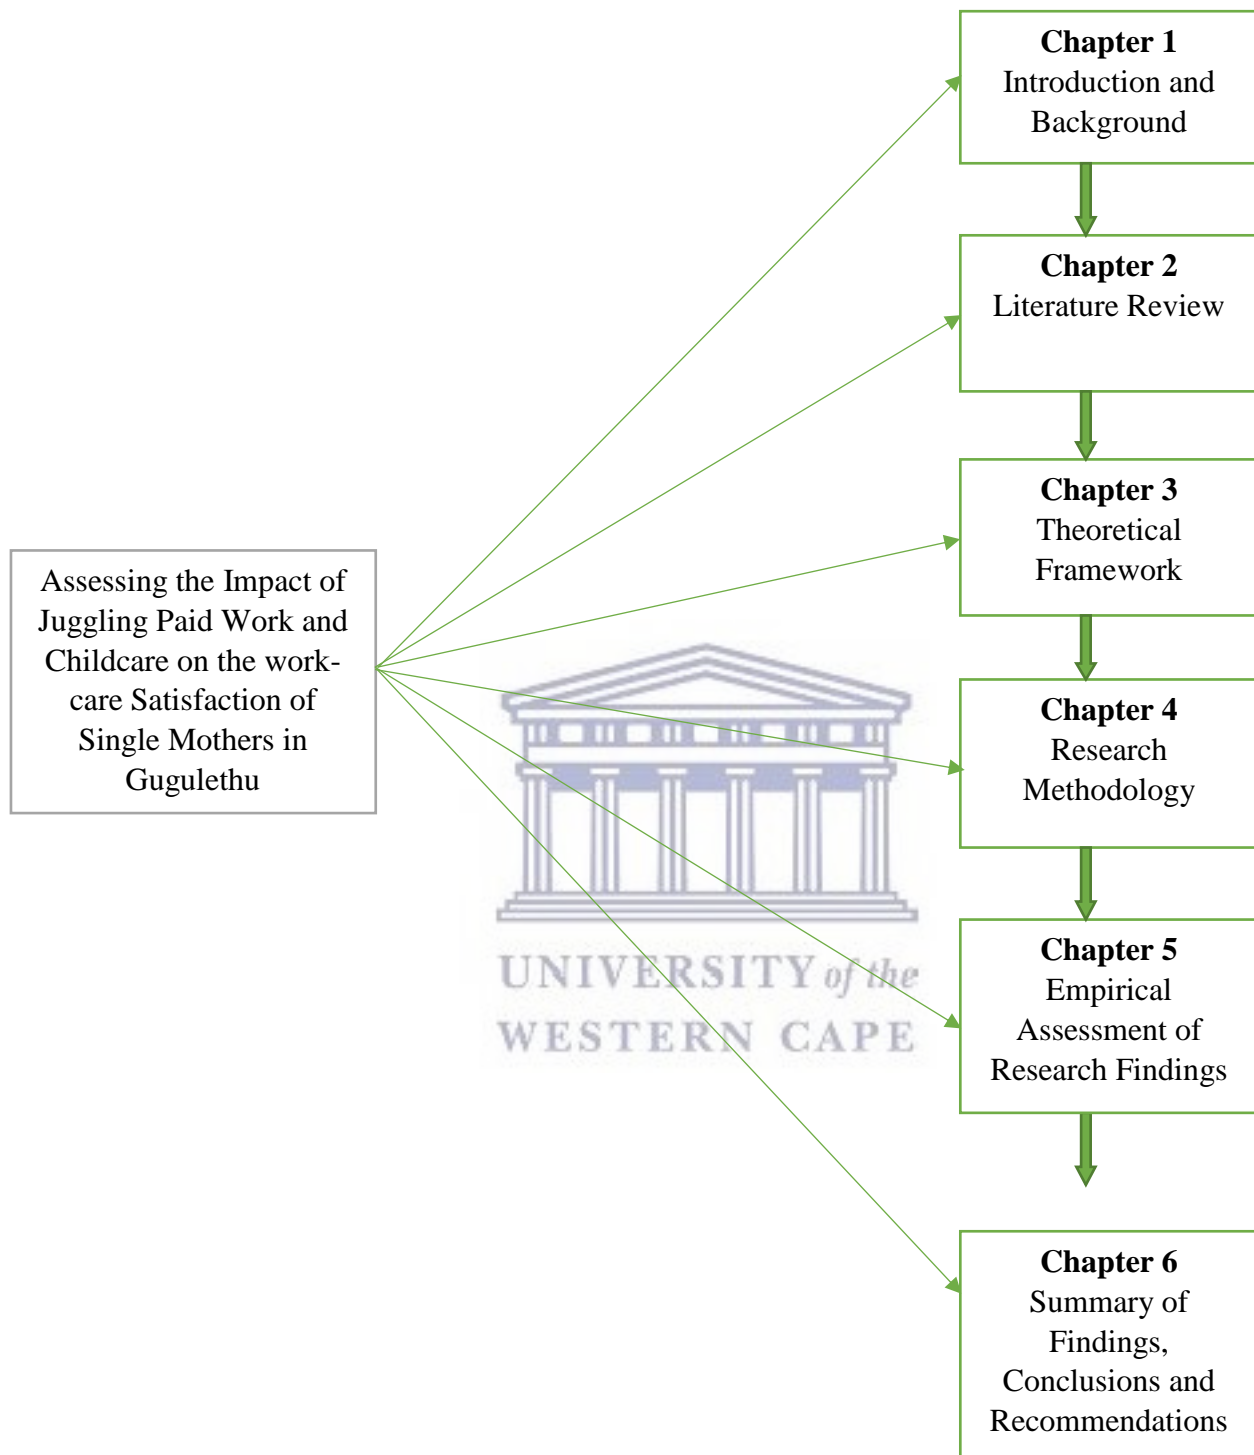 Chapter 1
Introduction and
Background
Chapter 2
Literature Review
Chapter 3
Theoretical
Framework
Assessing the Impact of
Juggling Paid Work and
Childcare on the work-
care Satisfaction of
Single Mothers in
Gugulethu
Chapter 4
Research
Methodology
Chapter 5
Empirical
Assessment of
Research Findings
UNIVERSITY of the
WESTERN CAPE
Chapter 6
Summary of
Findings,
Conclusions and
Recommendations